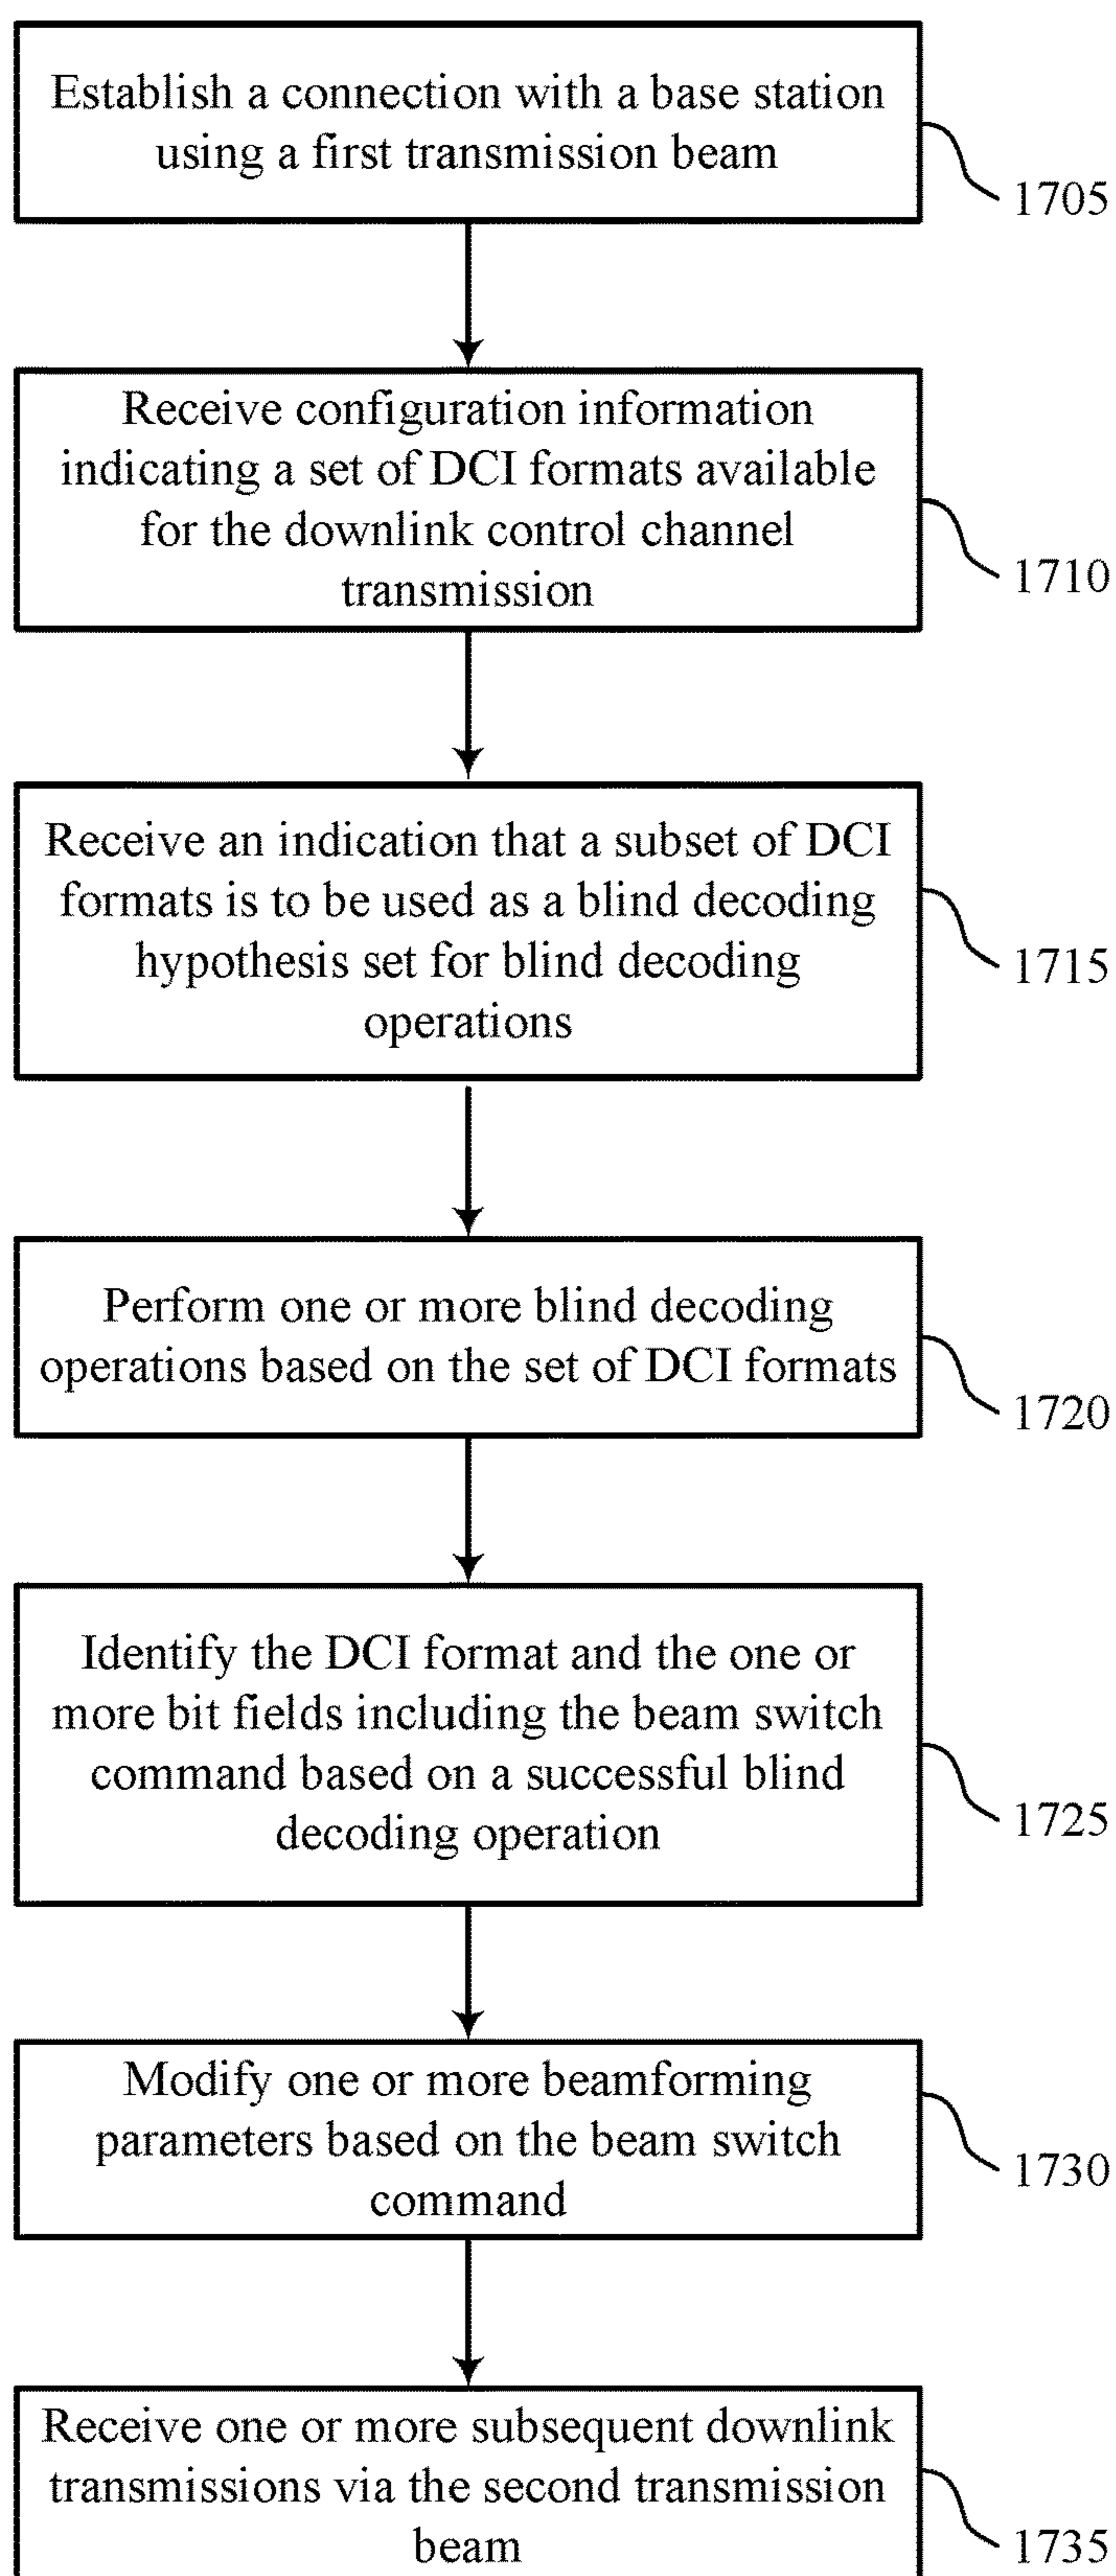 Establish a connection with a base station
using a first transmission beam
1705
Receive configuration information
indicating a set of DCI formats available
for the downlink control channel
transmission
1710
Receive an indication that a subset of DCI
formats is to be used as a blind decoding
hypothesis set for blind decoding
operations
1715
Perform one or more blind decoding
operations based on the set of DCI formats
1720
Identify the DCI format and the one or
more bit fields including the beam switch
command based on a successful blind
decoding operation
1725
Modify one or more beamforming
parameters based on the beam switch
command
1730
Receive one or more subsequent downlink
transmissions via the second transmission
beam
1735